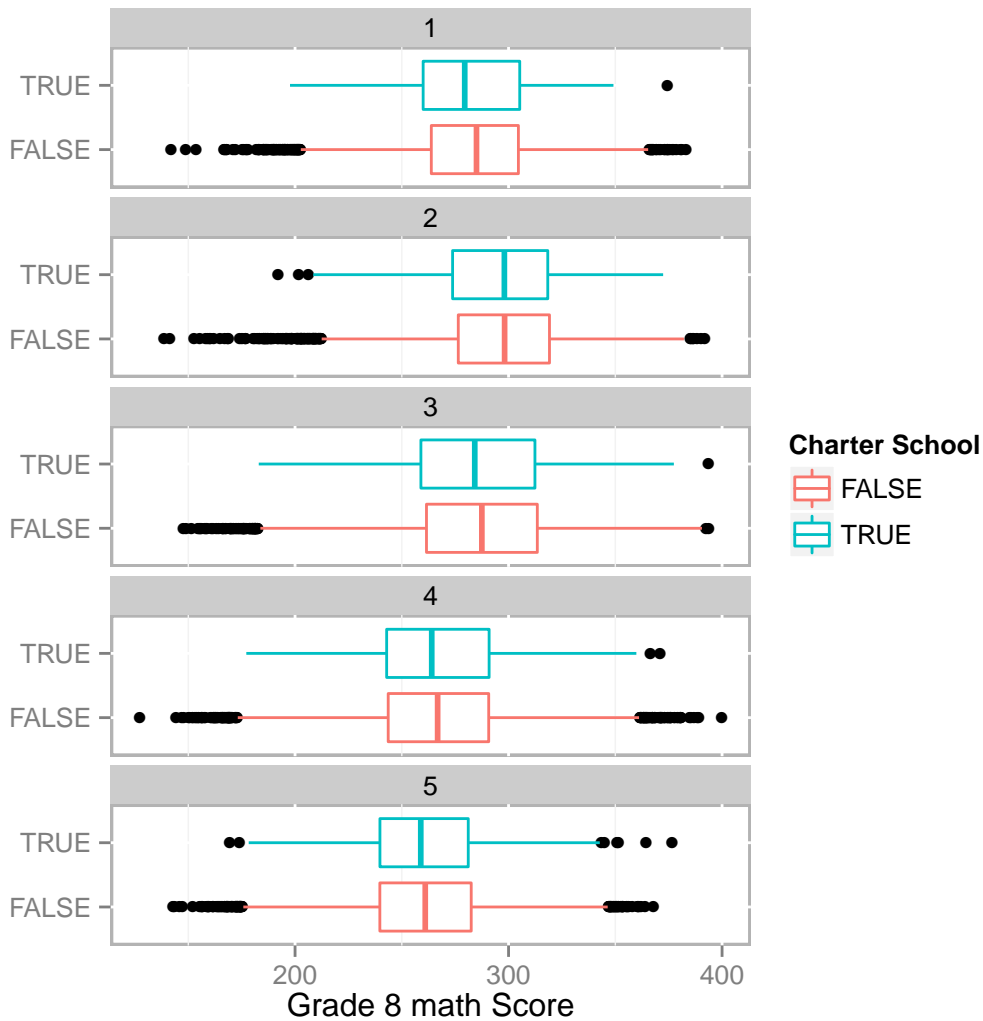 1
TRUE
FALSE
2
TRUE
FALSE
3
TRUE
FALSE
4
TRUE
FALSE
5
TRUE
FALSE
200 300 400
Grade 8 math Score
Charter School
FALSE
TRUE